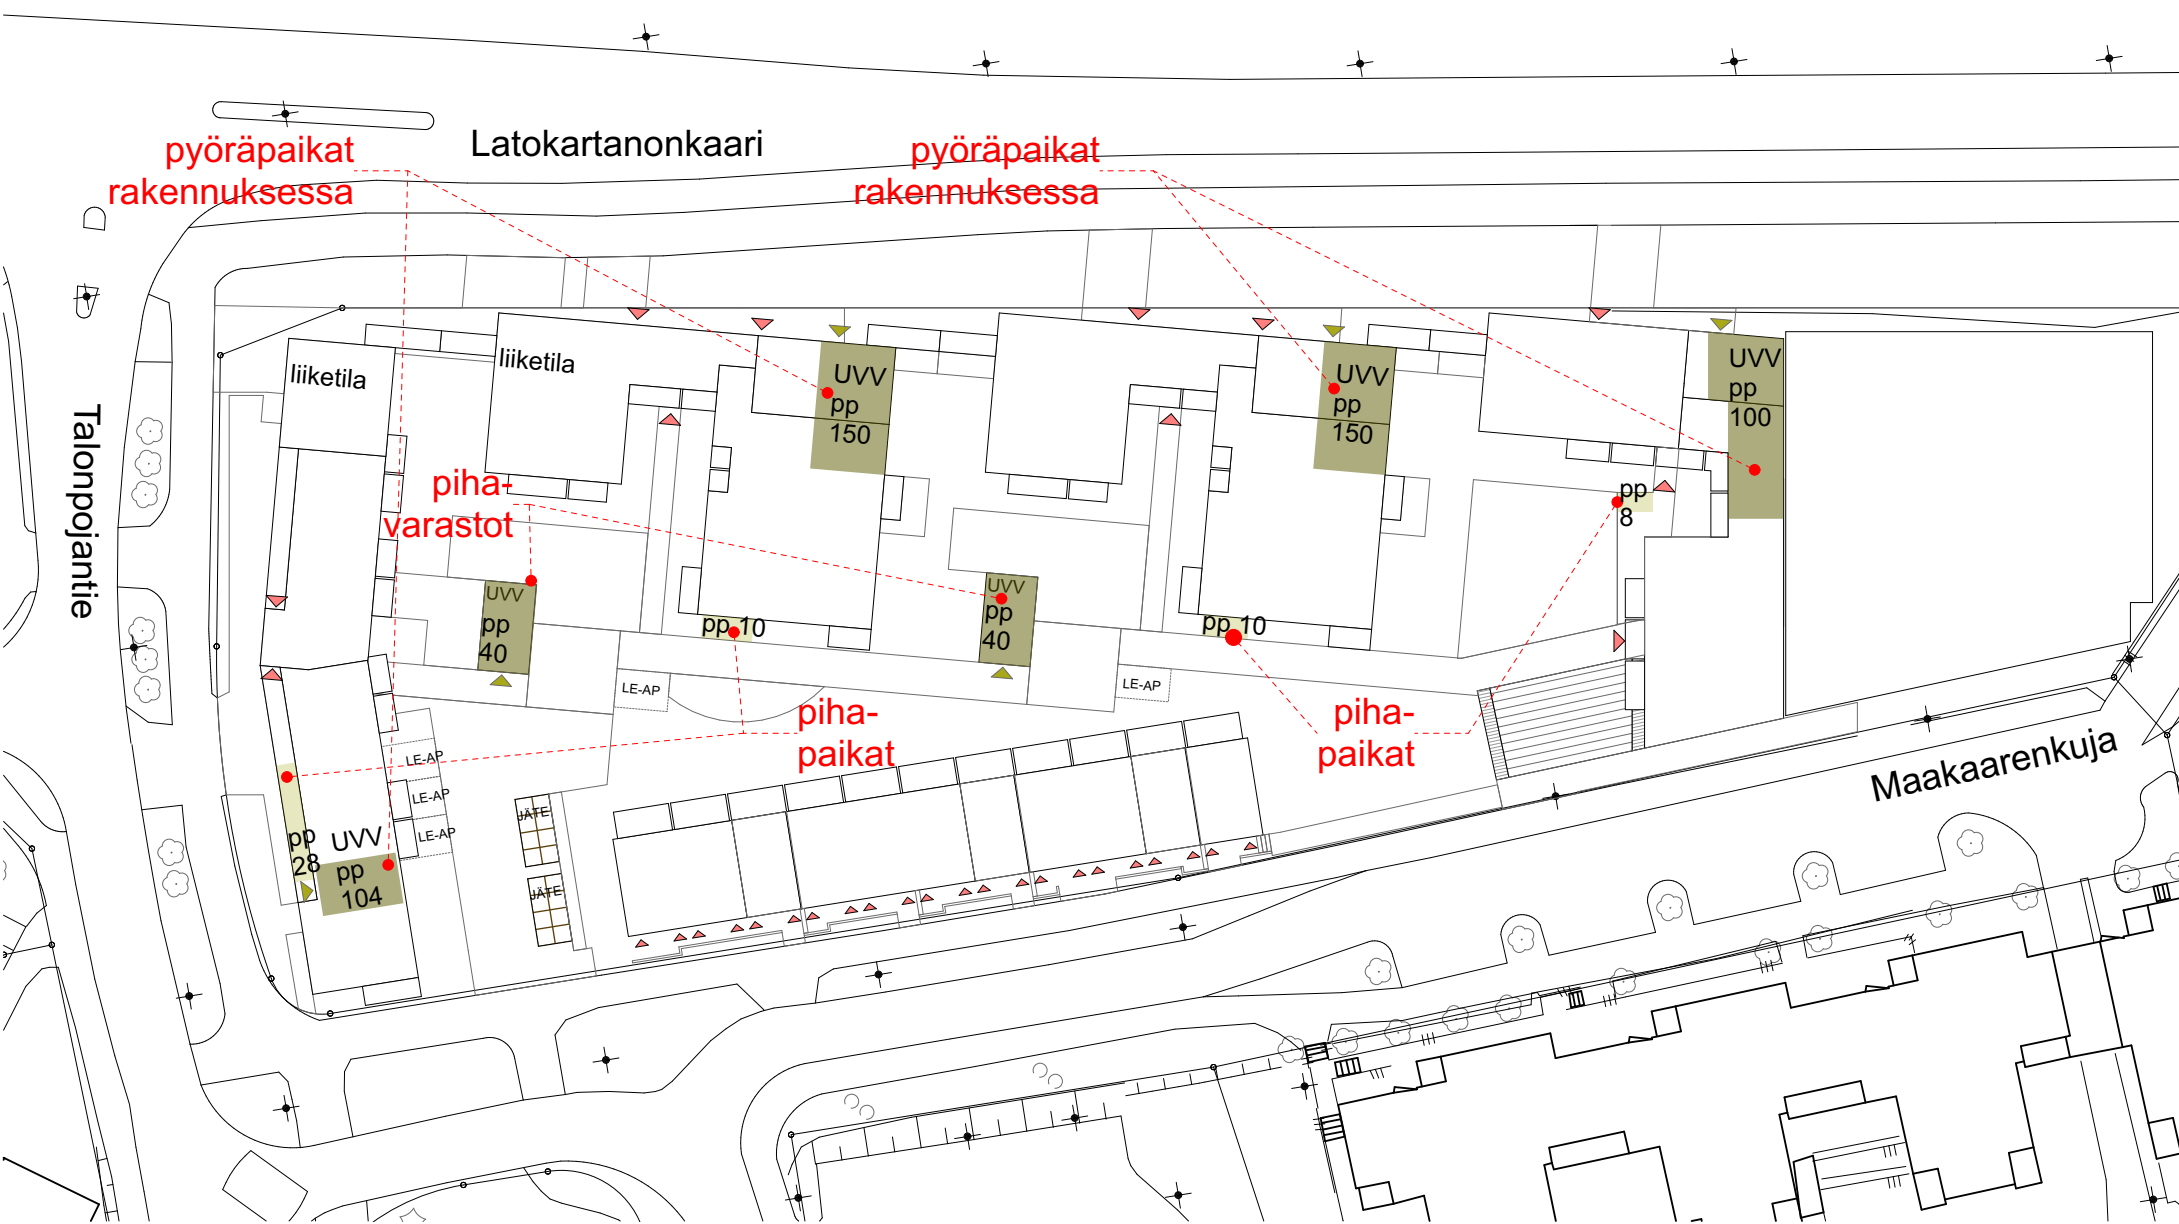 Latokartanonkaari
pyöräpaikat
rakennuksessa
pyöräpaikat
rakennuksessa
liiketila
liiketila
UVV
pp
150
UVV
pp
150
UVV
pp
100
Talonpojantie
piha-
varastot
pp
8
UVV
pp
40
pp 10
UVV
pp
40
pp 10
LE-AP
LE-AP
piha-
paikat
piha-
paikat
Maakaarenkuja
LE-AP
LE-AP
LE-AP
JÄTE
JÄTE
pp
28
UVV
pp
104